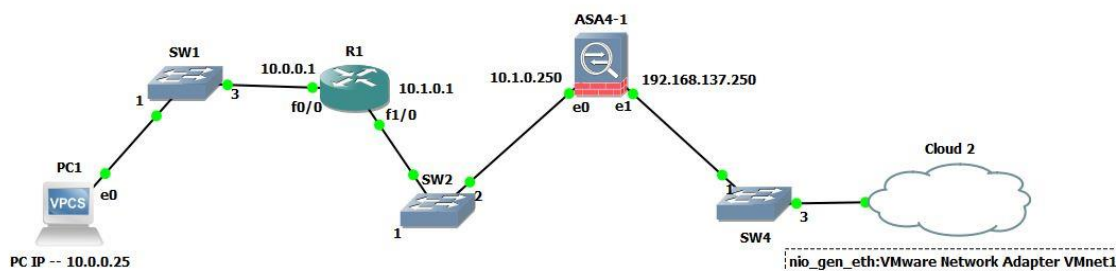 ASA4-1
SW1
R1
10.0.0.1
10.1.0.250
192.168.137.250
1
3
f0/0
10.1.0.1
e0
e1
f1/0
Cloud 2
PC1
e0
VPCS
SW2
2
1
1
3
SW4
PC IP -- 10.0.0.25
nio_gen_eth:VMware Network Adapter VMnet1